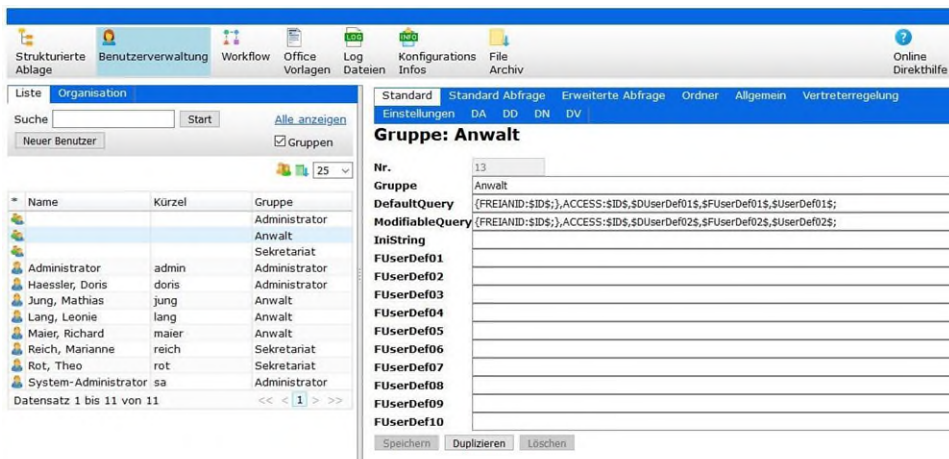 Strukturierte Ablage
Benutzerverwaltung
Workflow
Office Vorlagen
LOG
Log Dateien
INFO
Konfigurations Infos
File Archiv
?
Online Direkthilfe
Liste Organisation
Suche Start Alle anzeigen
Neuer Benutzer Gruppen
25
* Name Kürzel Gruppe
Administrator
Anwalt
Sekretariat
Administrator admin Administrator
Haessler, Doris doris Administrator
Jung, Mathias jung Anwalt
Lang, Leonie lang Anwalt
Maier, Richard maier Anwalt
Reich, Marianne reich Sekretariat
Rot, Theo rot Sekretariat
System-Administrator sa Administrator
Datensatz 1 bis 11 von 11 << < 1 > >>
Standard Standard Abfrage Erweiterte Abfrage Ordner Allgemein Vertreterregelung
Einstellungen DA DD DN DV
Gruppe: Anwalt
Nr. 13
Gruppe Anwalt
DefaultQuery {FREIANID:$ID$;},ACCESS:$ID$,$DUserDef01$,$FUserDef01$,$UserDef01$;
ModifiableQuery {FREIANID:$ID$;},ACCESS:$ID$,$DUserDef02$,$FUserDef02$,$UserDef02$;
IniString
FUserDef01
FUserDef02
FUserDef03
FUserDef04
FUserDef05
FUserDef06
FUserDef07
FUserDef08
FUserDef09
FUserDef10
Speichern Duplizieren Löschen